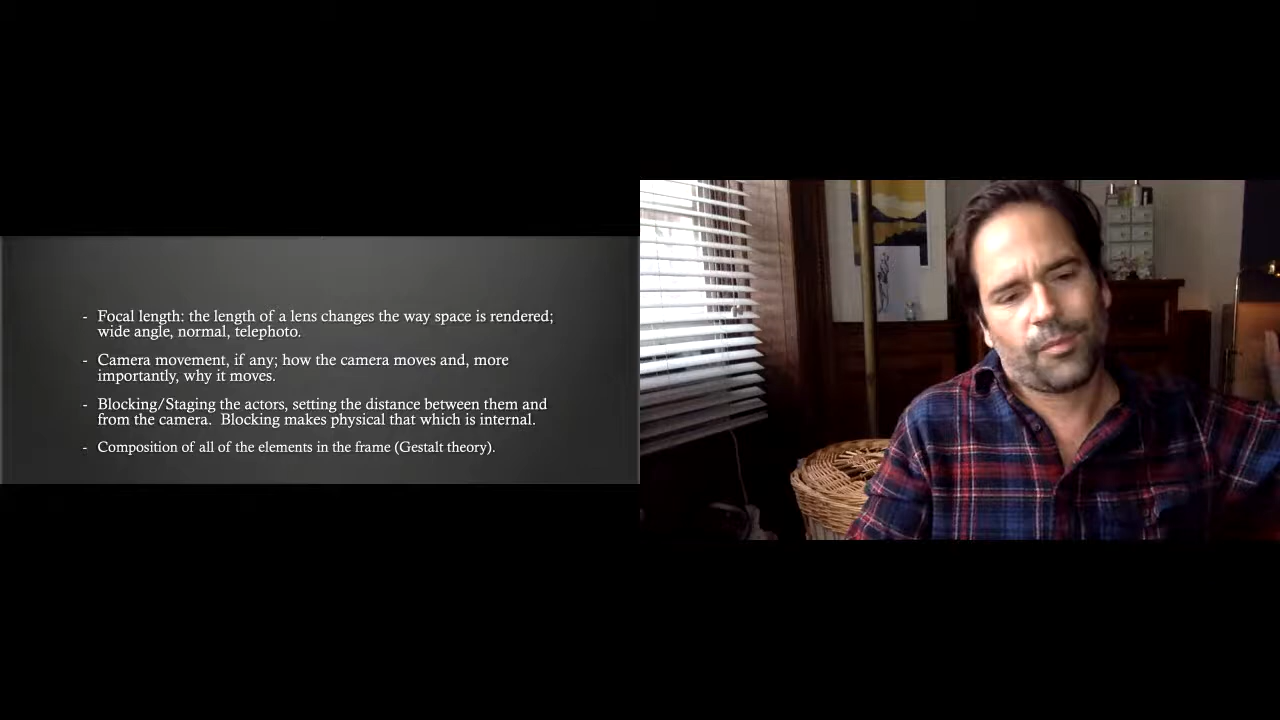 - Focal length: the length of a lens changes the way space is rendered;
wide angle, normal, telephoto.
- Camera movement, if any; how the camera moves and, more
importantly, why it moves.
- Blocking/Staging the actors, setting the distance between them and
from the camera.  Blocking makes physical that which is internal.
- Composition of all of the elements in the frame (Gestalt theory).